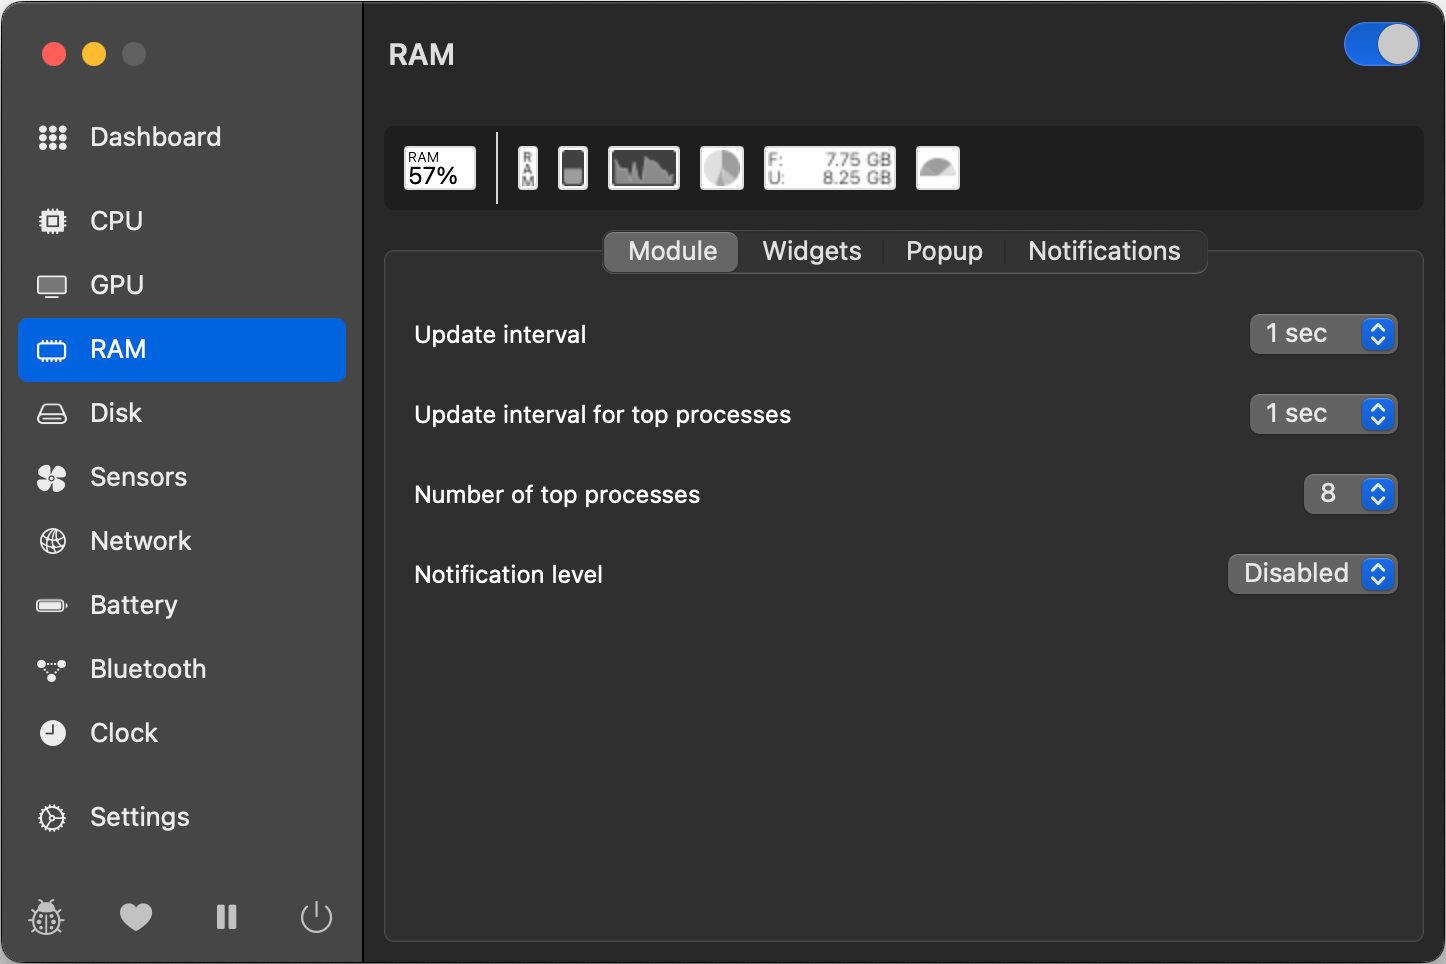 RAM
Dashboard
CPU
GPU
RAM
Disk
Sensors
Network
Battery
Bluetooth
Clock
Settings
RAM
57%
RAM
F: 7.75 GB
U: 8.25 GB
Module Widgets Popup Notifications
Update interval 1 sec
Update interval for top processes 1 sec
Number of top processes 8
Notification level Disabled